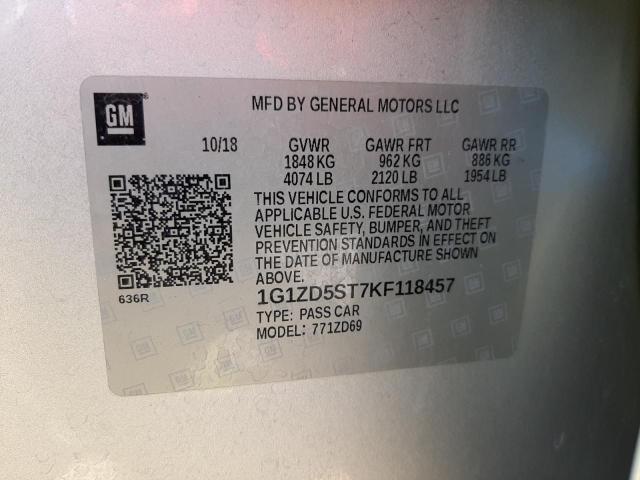 GM
MFD BY GENERAL MOTORS LLC
10/18 GVWR GAWR FRT GAWR RR
1848 KG 962 KG 886 KG
4074 LB 2120 LB 1954 LB
THIS VEHICLE CONFORMS TO ALL
APPLICABLE U.S. FEDERAL MOTOR
VEHICLE SAFETY, BUMPER, AND THEFT
PREVENTION STANDARDS IN EFFECT ON
THE DATE OF MANUFACTURE SHOWN
ABOVE.
636R
1G1ZD5ST7KF118457
TYPE: PASS CAR
MODEL: 771ZD69